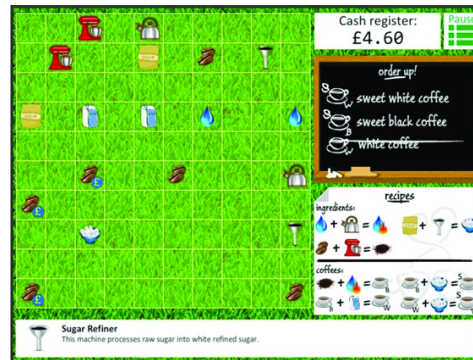 Cash register:
£4.60
Pause
order up!
S
W
sweet white coffee
S
B
sweet black coffee
W
white coffee
recipes
ingredients:
+ = + =
+ =
coffees:
+ = B + = S
B + = W + = S
Sugar Refiner
This machine processes raw sugar into white refined sugar.